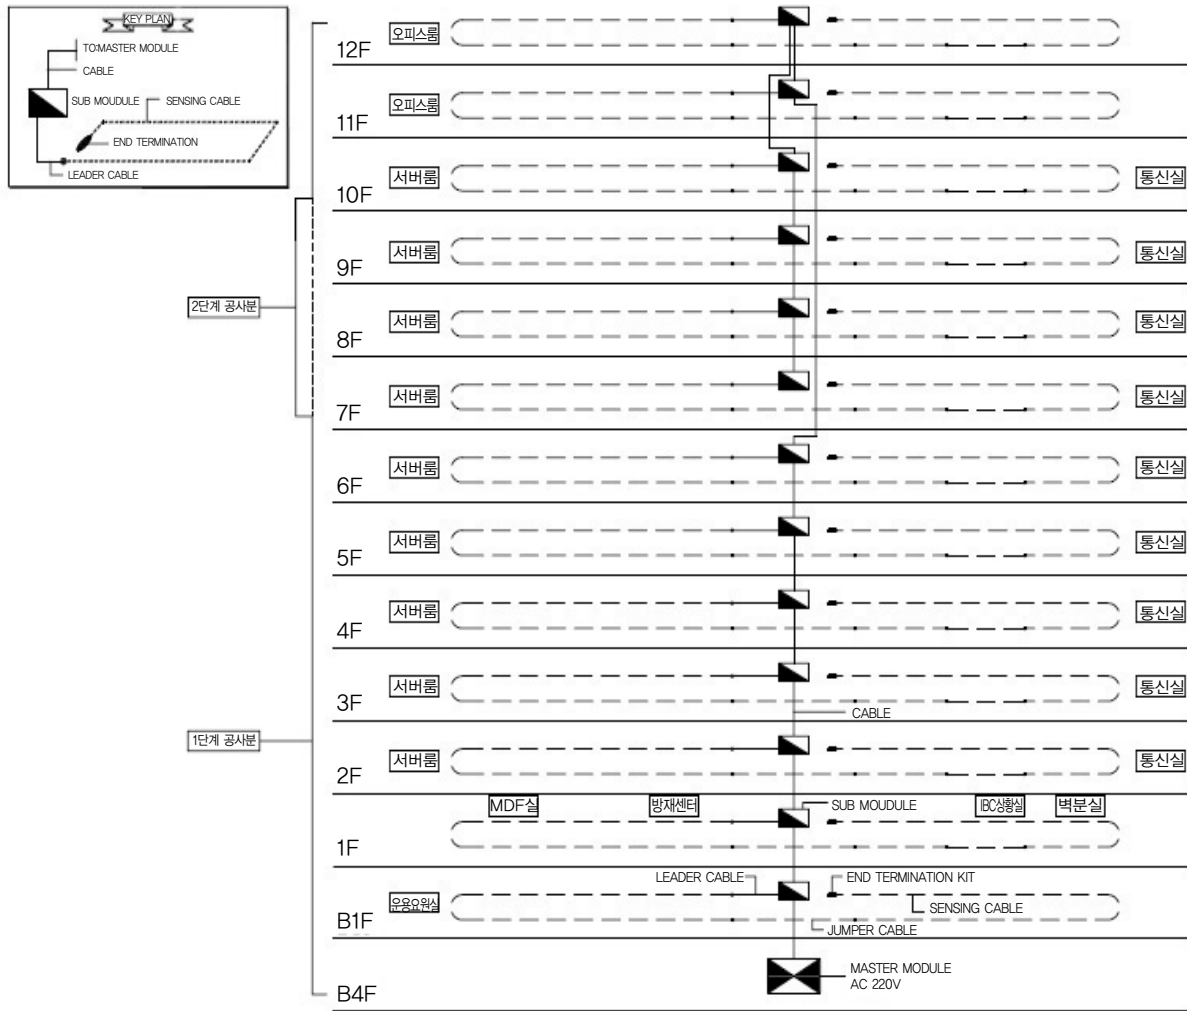 KEY PLAN
TO:MASTER MODULE
CABLE
SUB MOUDULE
SENSING CABLE
END TERMINATION
LEADER CABLE
오피스룸
12F
오피스룸
11F
서버룸
통신실
10F
서버룸
통신실
9F
2단계 공사분
서버룸
통신실
8F
서버룸
통신실
7F
서버룸
통신실
6F
서버룸
통신실
5F
서버룸
통신실
4F
서버룸
통신실
3F
CABLE
1단계 공사분
서버룸
통신실
2F
MDF실
방재센터
SUB MOUDULE
IBC상황실
벽분실
1F
LEADER CABLE
END TERMINATION KIT
운용요원실
SENSING CABLE
B1F
JUMPER CABLE
MASTER MODULE
AC 220V
B4F